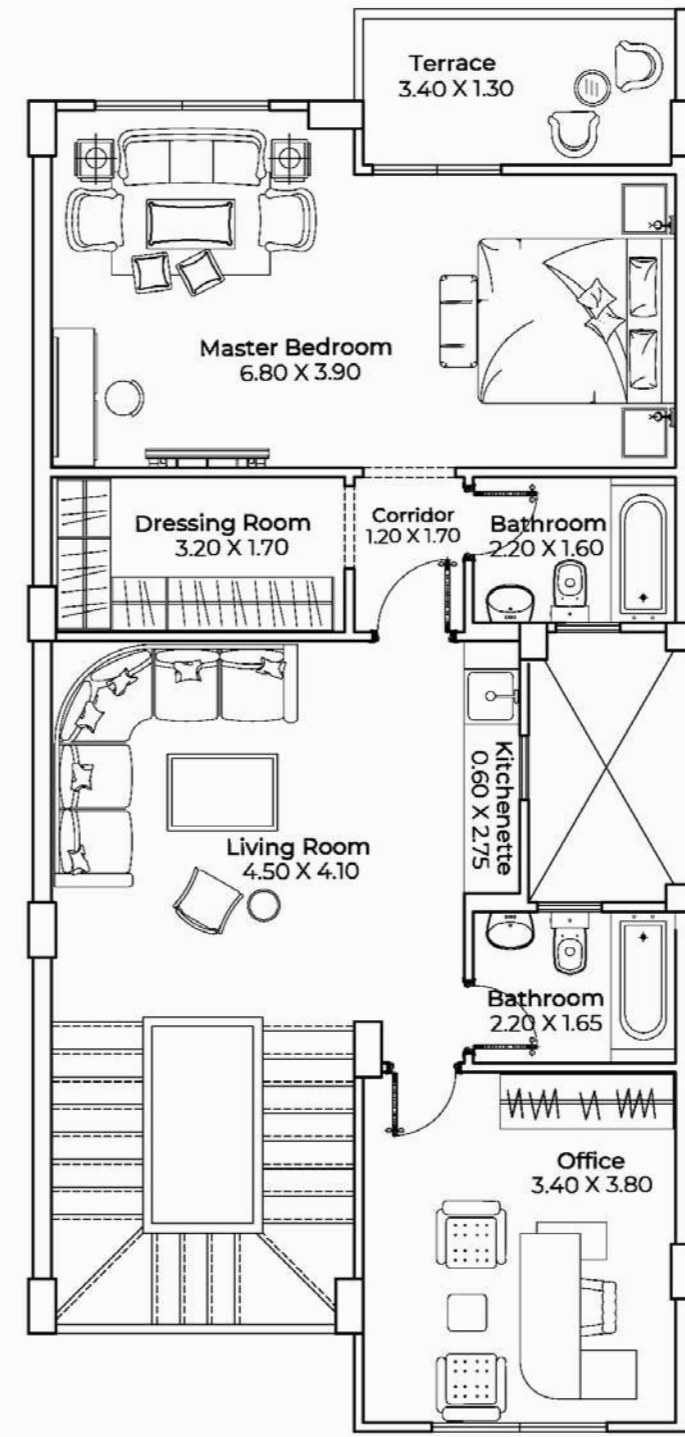 Terrace
3.40 X 1.30
Master Bedroom
6.80 X 3.90
Dressing Room
3.20 X 1.70
Corridor
1.20 X 1.70
Bathroom
2.20 X 1.60
Kitchenette
0.60 X 2.75
Living Room
4.50 X 4.10
Bathroom
2.20 X 1.65
Office
3.40 X 3.80